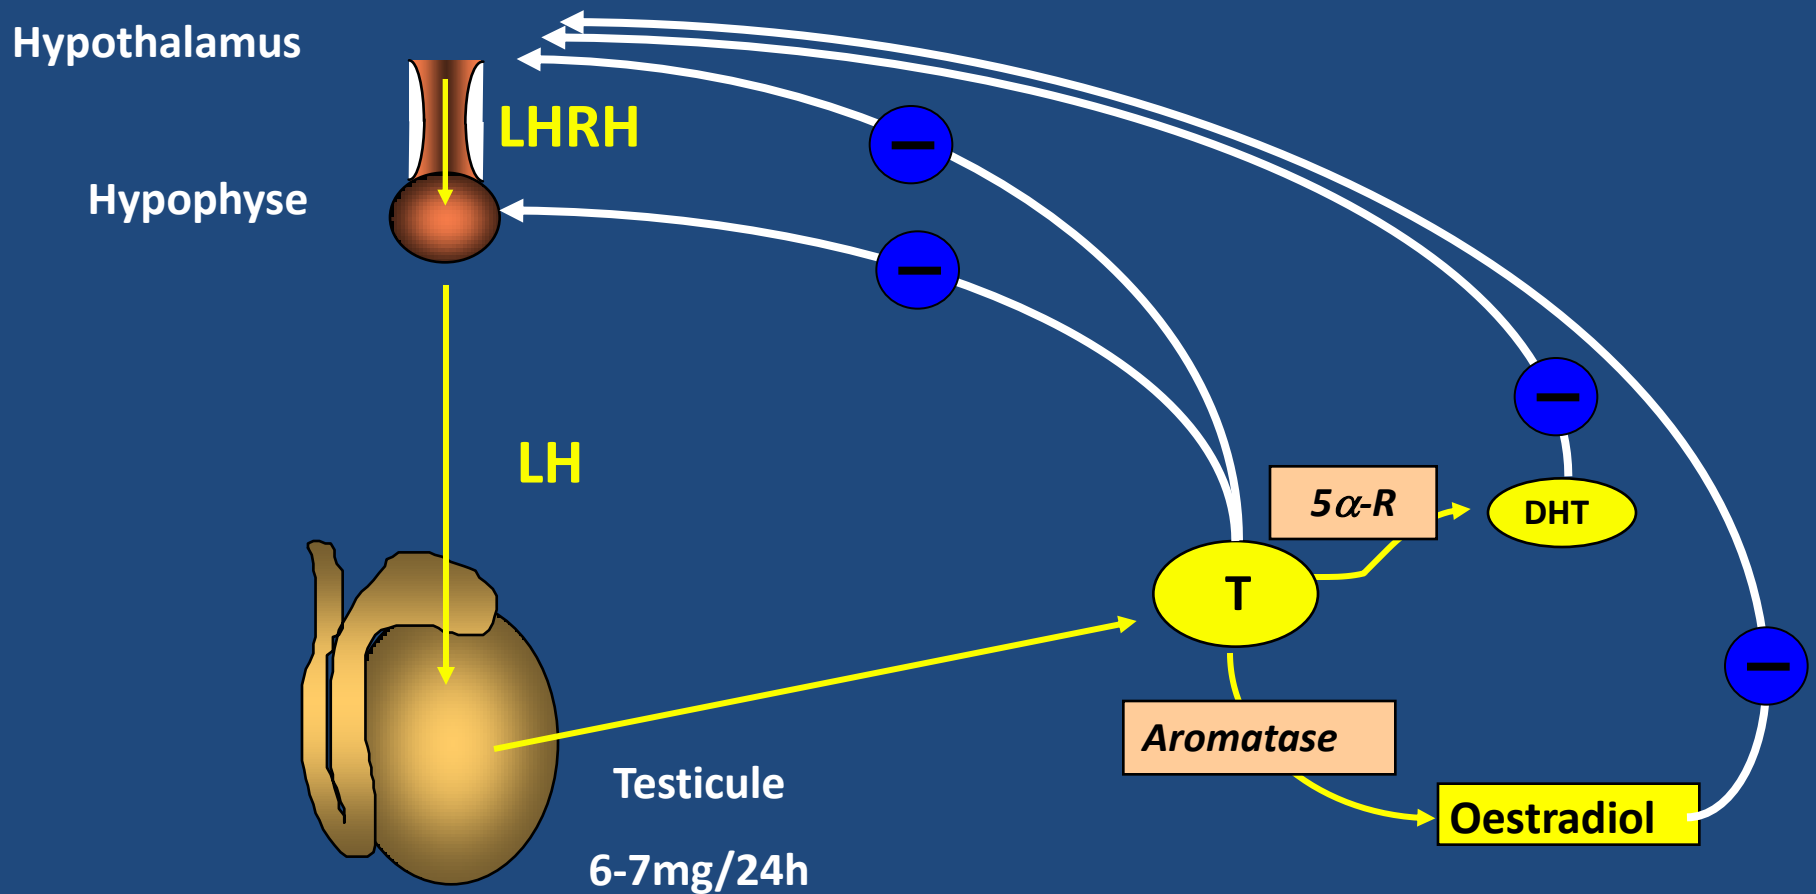 Hypothalamus
LHRH
Hypophyse
LH
5α-R
DHT
T
Aromatase
Testicule
Oestradiol
6-7mg/24h